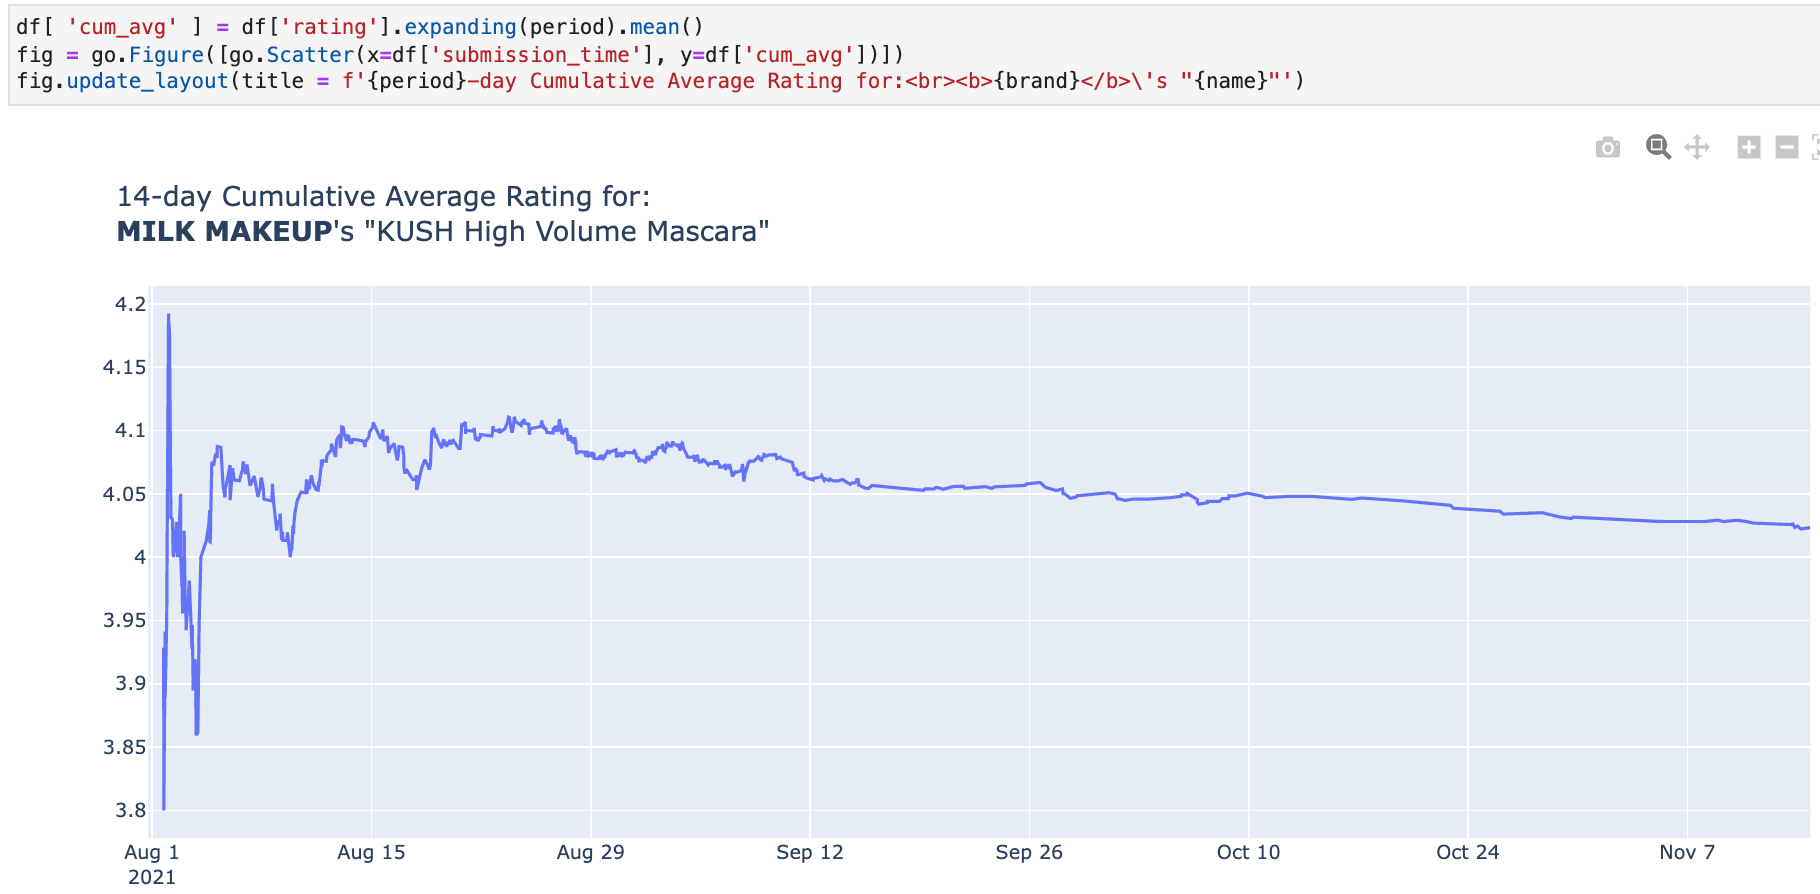 df[ 'cum_avg' ] = df['rating'].expanding(period).mean()
fig = go.Figure([go.Scatter(x=df['submission_time'], y=df['cum_avg'])])
fig.update_layout(title = f'{period}-day Cumulative Average Rating for:<br><b>{brand}</b>\'s "{name}"')
14-day Cumulative Average Rating for:
MILK MAKEUP's "KUSH High Volume Mascara"
4.2
4.15
4.1
4.05
4
3.95
3.9
3.85
3.8
Aug 1 Aug 15 Aug 29 Sep 12 Sep 26 Oct 10 Oct 24 Nov 7
2021